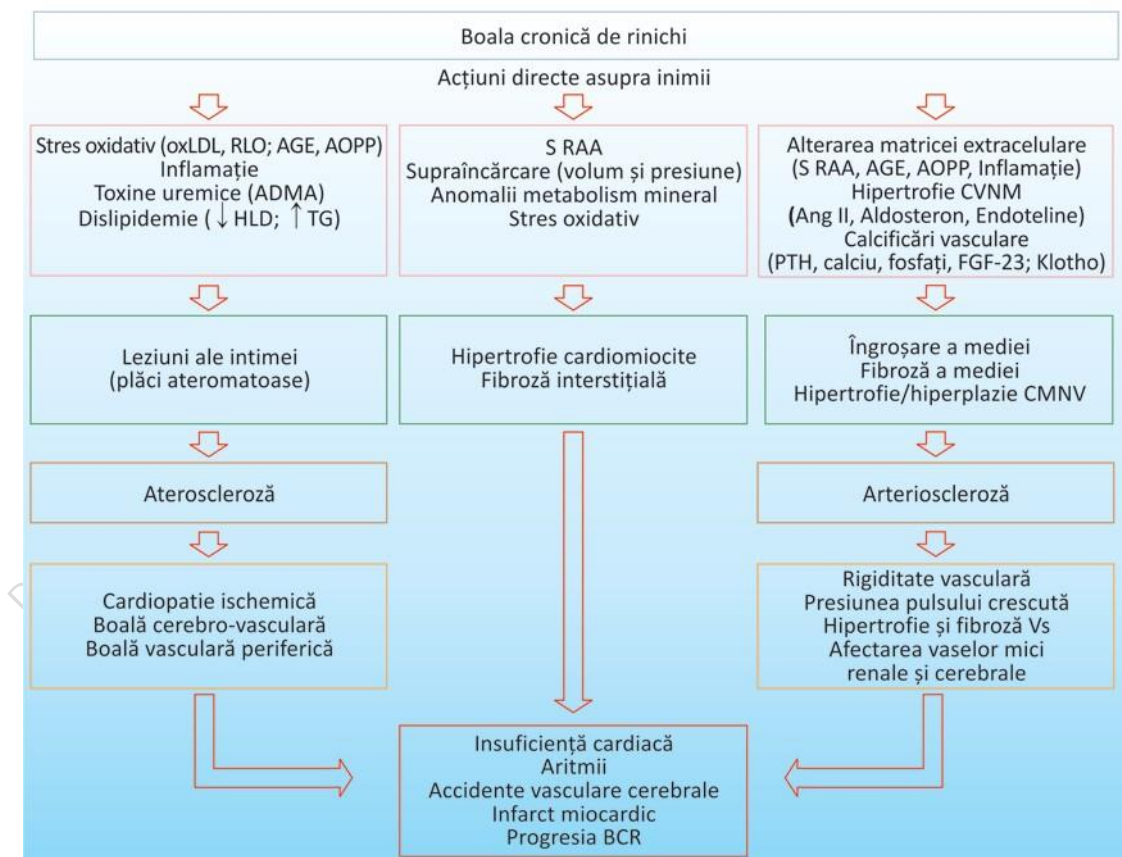 Boala cronică de rinichi
Acțiuni directe asupra inimii
Stres oxidativ (oxLDL, RLO; AGE, AOPP)
Inflamație
Toxine uremice (ADMA)
Dislipidemie (↓HLD; ↑TG)
S RAA
Supraîncărcare (volum și presiune)
Anomalii metabolism mineral
Stres oxidativ
Alterarea matricei extracelulare
(S RAA, AGE, AOPP, Inflamație)
Hipertrofie CVNM
(Ang II, Aldosteron, Endoteline)
Calcificări vasculare
(PTH, calciu, fosfați, FGF-23; Klotho)
Leziuni ale intimei
(plăci ateromatoase)
Hipertrofie cardiomiocite
Fibroză interstițială
Îngroșare a mediei
Fibroză a mediei
Hipertrofie/hiperplazie CMNV
Ateroscleroză
Arterioscleroză
Cardiopatie ischemică
Boală cerebro-vasculară
Boală vasculară periferică
Rigiditate vasculară
Presiunea pulsului crescută
Hipertrofie și fibroză Vs
Afectarea vaselor mici
renale și cerebrale
Insuficiență cardiacă
Aritmii
Accidente vasculare cerebrale
Infarct miocardic
Progresia BCR